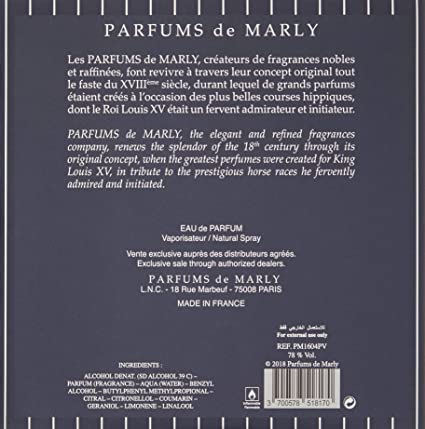 PARFUMS de MARLY
Les PARFUMS de MARLY, créateurs de fragrances nobles
et raffinées, font revivre à travers leur concept original tout
le faste du XVIIIième siècle, durant lequel de grands parfums
étaient créés à l'occasion des plus belles courses hippiques,
dont le Roi Louis XV était un fervent admirateur et initiateur.
PARFUMS de MARLY, the elegant and refined fragrances
company, renews the splendor of the 18th century through its
original concept, when the greatest perfumes were created for King
Louis XV, in tribute to the prestigious horse races he fervently
admired and initiated.
EAU de PARFUM
Vaporisateur / Natural Spray
Vente exclusive auprès des distributeurs agréés.
Exclusive sale through authorized dealers.
PARFUMS de MARLY
L.N.C. - 18 Rue Marbeuf - 75008 PARIS
MADE IN FRANCE
للاستعمال الخارجي فقط
For external use only
REF. PM1604PV
78 % Vol.
© 2018 Parfums de Marly
INGREDIENTS :
ALCOHOL DENAT. (SD ALCOHOL 39 C) –
PARFUM (FRAGRANCE) – AQUA (WATER) – BENZYL
ALCOHOL – BUTYLPHENYL METHYLPROPIONAL
– CITRAL – CITRONELLOL – COUMARIN –
GERANIOL – LIMONENE – LINALOOL
Inflammable
Flammable
3 700578 518170